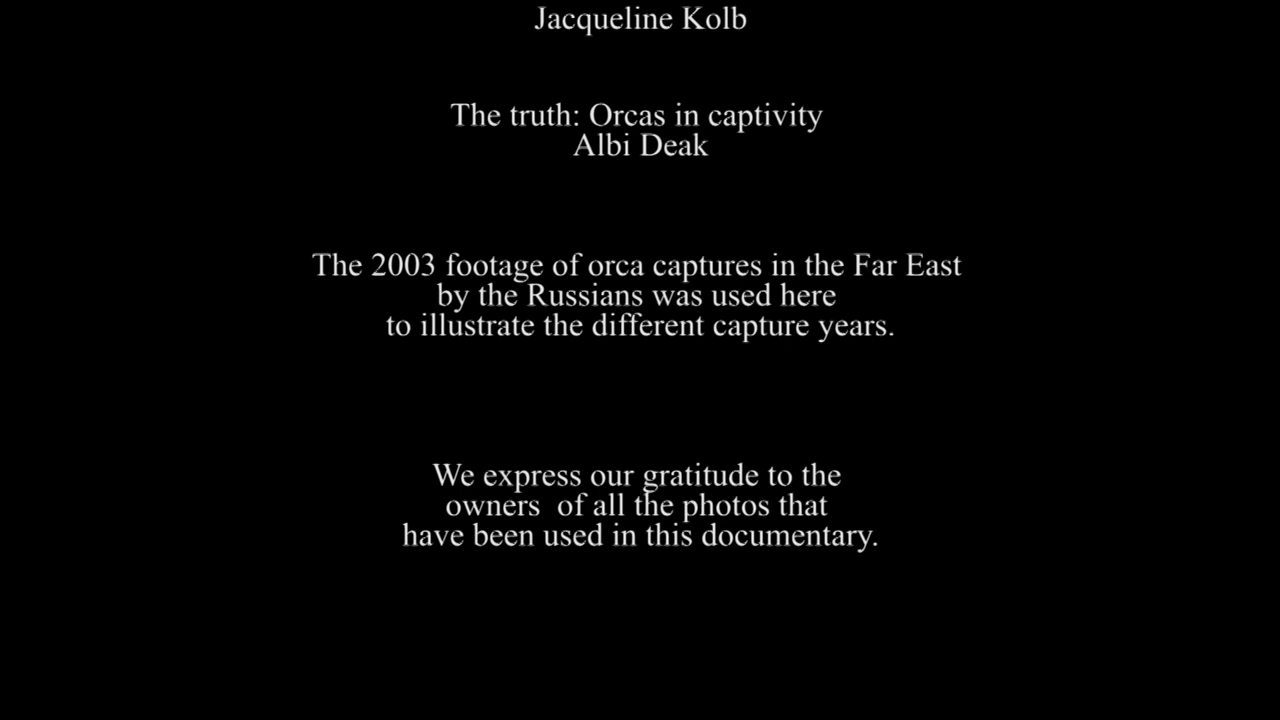 Jacqueline Kolb
The truth: Orcas in captivity
Albi Deak
The 2003 footage of orca captures in the Far East
by the Russians was used here
to illustrate the different capture years.
We express our gratitude to the
owners  of all the photos that
have been used in this documentary.